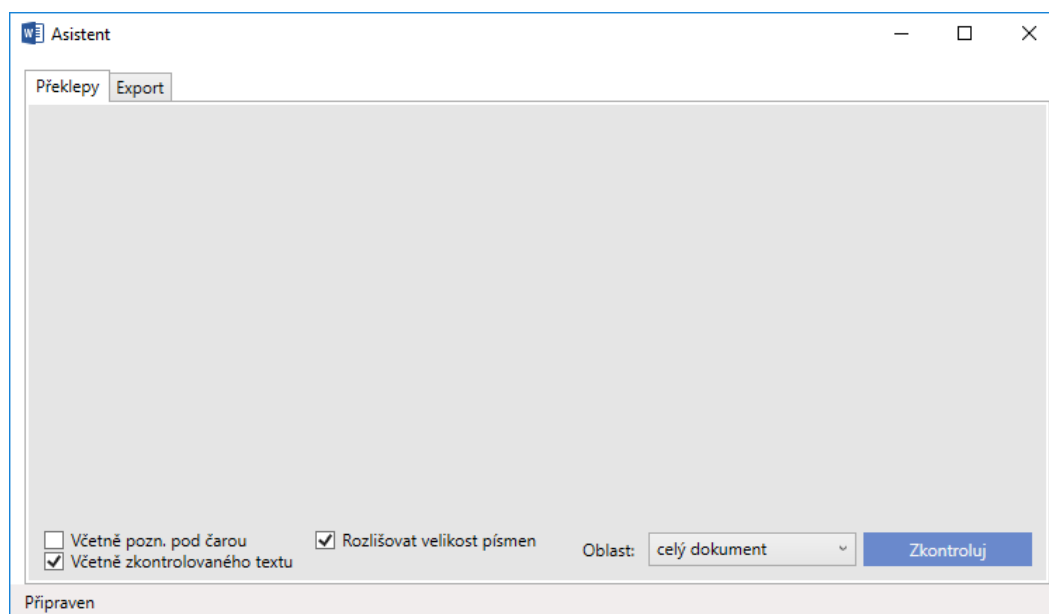 Asistent
Překlepy Export
Včetně pozn. pod čarou
Včetně zkontrolovaného textu
Rozlišovat velikost písmen
Oblast: celý dokument Zkontroluj
Připraven